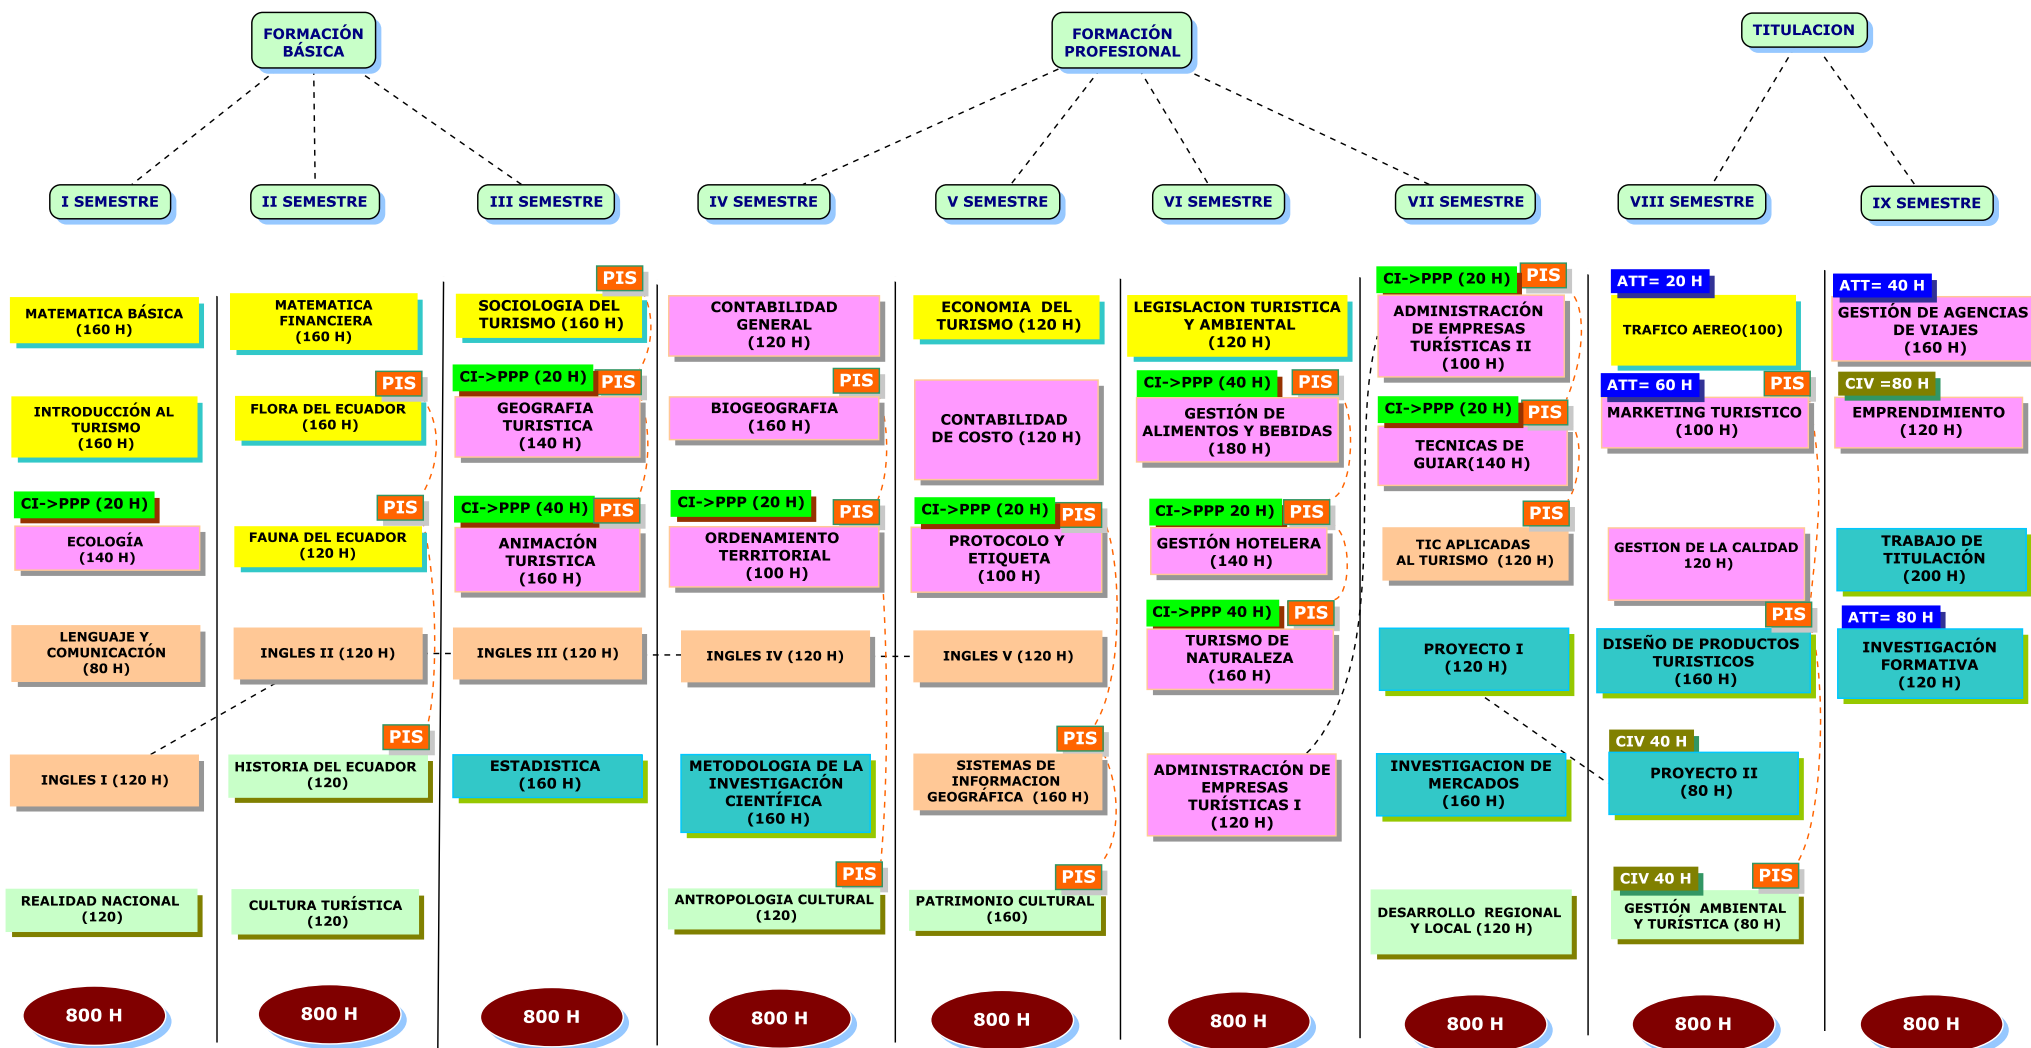 FORMACIÓN
BÁSICA
FORMACIÓN
PROFESIONAL
TITULACION
I SEMESTRE
II SEMESTRE
III SEMESTRE
IV SEMESTRE
V SEMESTRE
VI SEMESTRE
VII SEMESTRE
VIII SEMESTRE
IX SEMESTRE
MATEMATICA BÁSICA
(160 H)
INTRODUCCIÓN AL
TURISMO
(160 H)
CI->PPP (20 H)
ECOLOGÍA
(140 H)
LENGUAJE Y
COMUNICACIÓN
(80 H)
INGLES I (120 H)
REALIDAD NACIONAL
(120)
800 H
MATEMATICA
FINANCIERA
(160 H)
PIS
FLORA DEL ECUADOR
(160 H)
PIS
FAUNA DEL ECUADOR
(120 H)
INGLES II (120 H)
PIS
HISTORIA DEL ECUADOR
(120)
CULTURA TURÍSTICA
(120)
800 H
PIS
SOCIOLOGIA DEL
TURISMO (160 H)
CI->PPP (20 H)
PIS
GEOGRAFIA
TURISTICA
(140 H)
CI->PPP (40 H)
PIS
ANIMACIÓN
TURISTICA
(160 H)
INGLES III (120 H)
ESTADISTICA
(160 H)
800 H
CONTABILIDAD
GENERAL
(120 H)
PIS
BIOGEOGRAFIA
(160 H)
CI->PPP (20 H)
PIS
ORDENAMIENTO
TERRITORIAL
(100 H)
INGLES IV (120 H)
METODOLOGIA DE LA
INVESTIGACIÓN
CIENTÍFICA
(160 H)
PIS
ANTROPOLOGIA CULTURAL
(120)
800 H
ECONOMIA DEL
TURISMO (120 H)
CONTABILIDAD
DE COSTO (120 H)
CI->PPP (20 H)
PIS
PROTOCOLO Y
ETIQUETA
(100 H)
INGLES V (120 H)
PIS
SISTEMAS DE
INFORMACION
GEOGRÁFICA (160 H)
PIS
PATRIMONIO CULTURAL
(160)
800 H
LEGISLACION TURISTICA
Y AMBIENTAL
(120 H)
CI->PPP (40 H)
PIS
GESTIÓN DE
ALIMENTOS Y BEBIDAS
(180 H)
CI->PPP 20 H)
PIS
GESTIÓN HOTELERA
(140 H)
CI->PPP 40 H)
PIS
TURISMO DE
NATURALEZA
(160 H)
ADMINISTRACIÓN DE
EMPRESAS
TURÍSTICAS I
(120 H)
800 H
CI->PPP (20 H)
PIS
ADMINISTRACIÓN
DE EMPRESAS
TURÍSTICAS II
(100 H)
CI->PPP (20 H)
PIS
TECNICAS DE
GUIAR(140 H)
PIS
TIC APLICADAS
AL TURISMO (120 H)
PROYECTO I
(120 H)
INVESTIGACION DE
MERCADOS
(160 H)
DESARROLLO REGIONAL
Y LOCAL (120 H)
800 H
ATT= 20 H
TRAFICO AEREO(100)
ATT= 60 H
PIS
MARKETING TURISTICO
(100 H)
GESTION DE LA CALIDAD
120 H)
PIS
DISEÑO DE PRODUCTOS
TURISTICOS
(160 H)
CIV 40 H
PROYECTO II
(80 H)
CIV 40 H
PIS
GESTIÓN AMBIENTAL
Y TURÍSTICA (80 H)
800 H
ATT= 40 H
GESTIÓN DE AGENCIAS
DE VIAJES
(160 H)
CIV =80 H
EMPRENDIMIENTO
(120 H)
TRABAJO DE
TITULACIÓN
(200 H)
ATT= 80 H
INVESTIGACIÓN
FORMATIVA
(120 H)
800 H